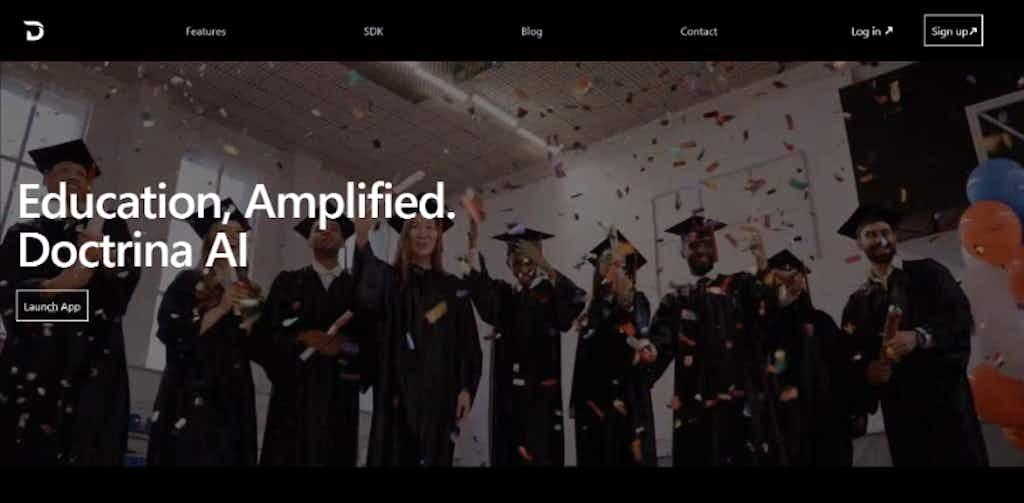 Features
SDK
Blog
Contact
Log in ↗
Sign up↗
Education, Amplified.
Doctrina AI
Launch App